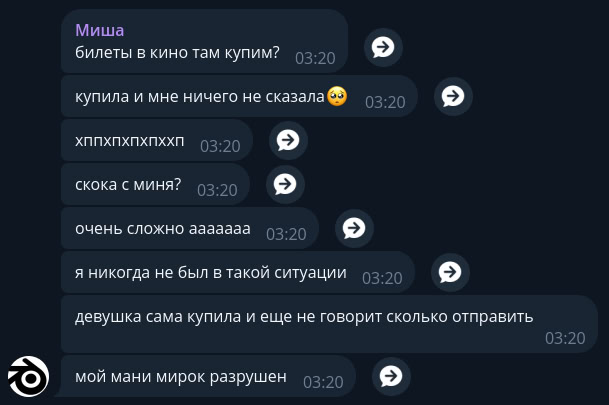 Миша
билеты в кино там купим? 03:20
купила и мне ничего не сказала🥺 03:20
хппхпхпхпххп 03:20
скока с миня? 03:20
очень сложно ааааааа 03:20
я никогда не был в такой ситуации 03:20
девушка сама купила и еще не говорит сколько отправить
03:20
мой мани мирок разрушен 03:20